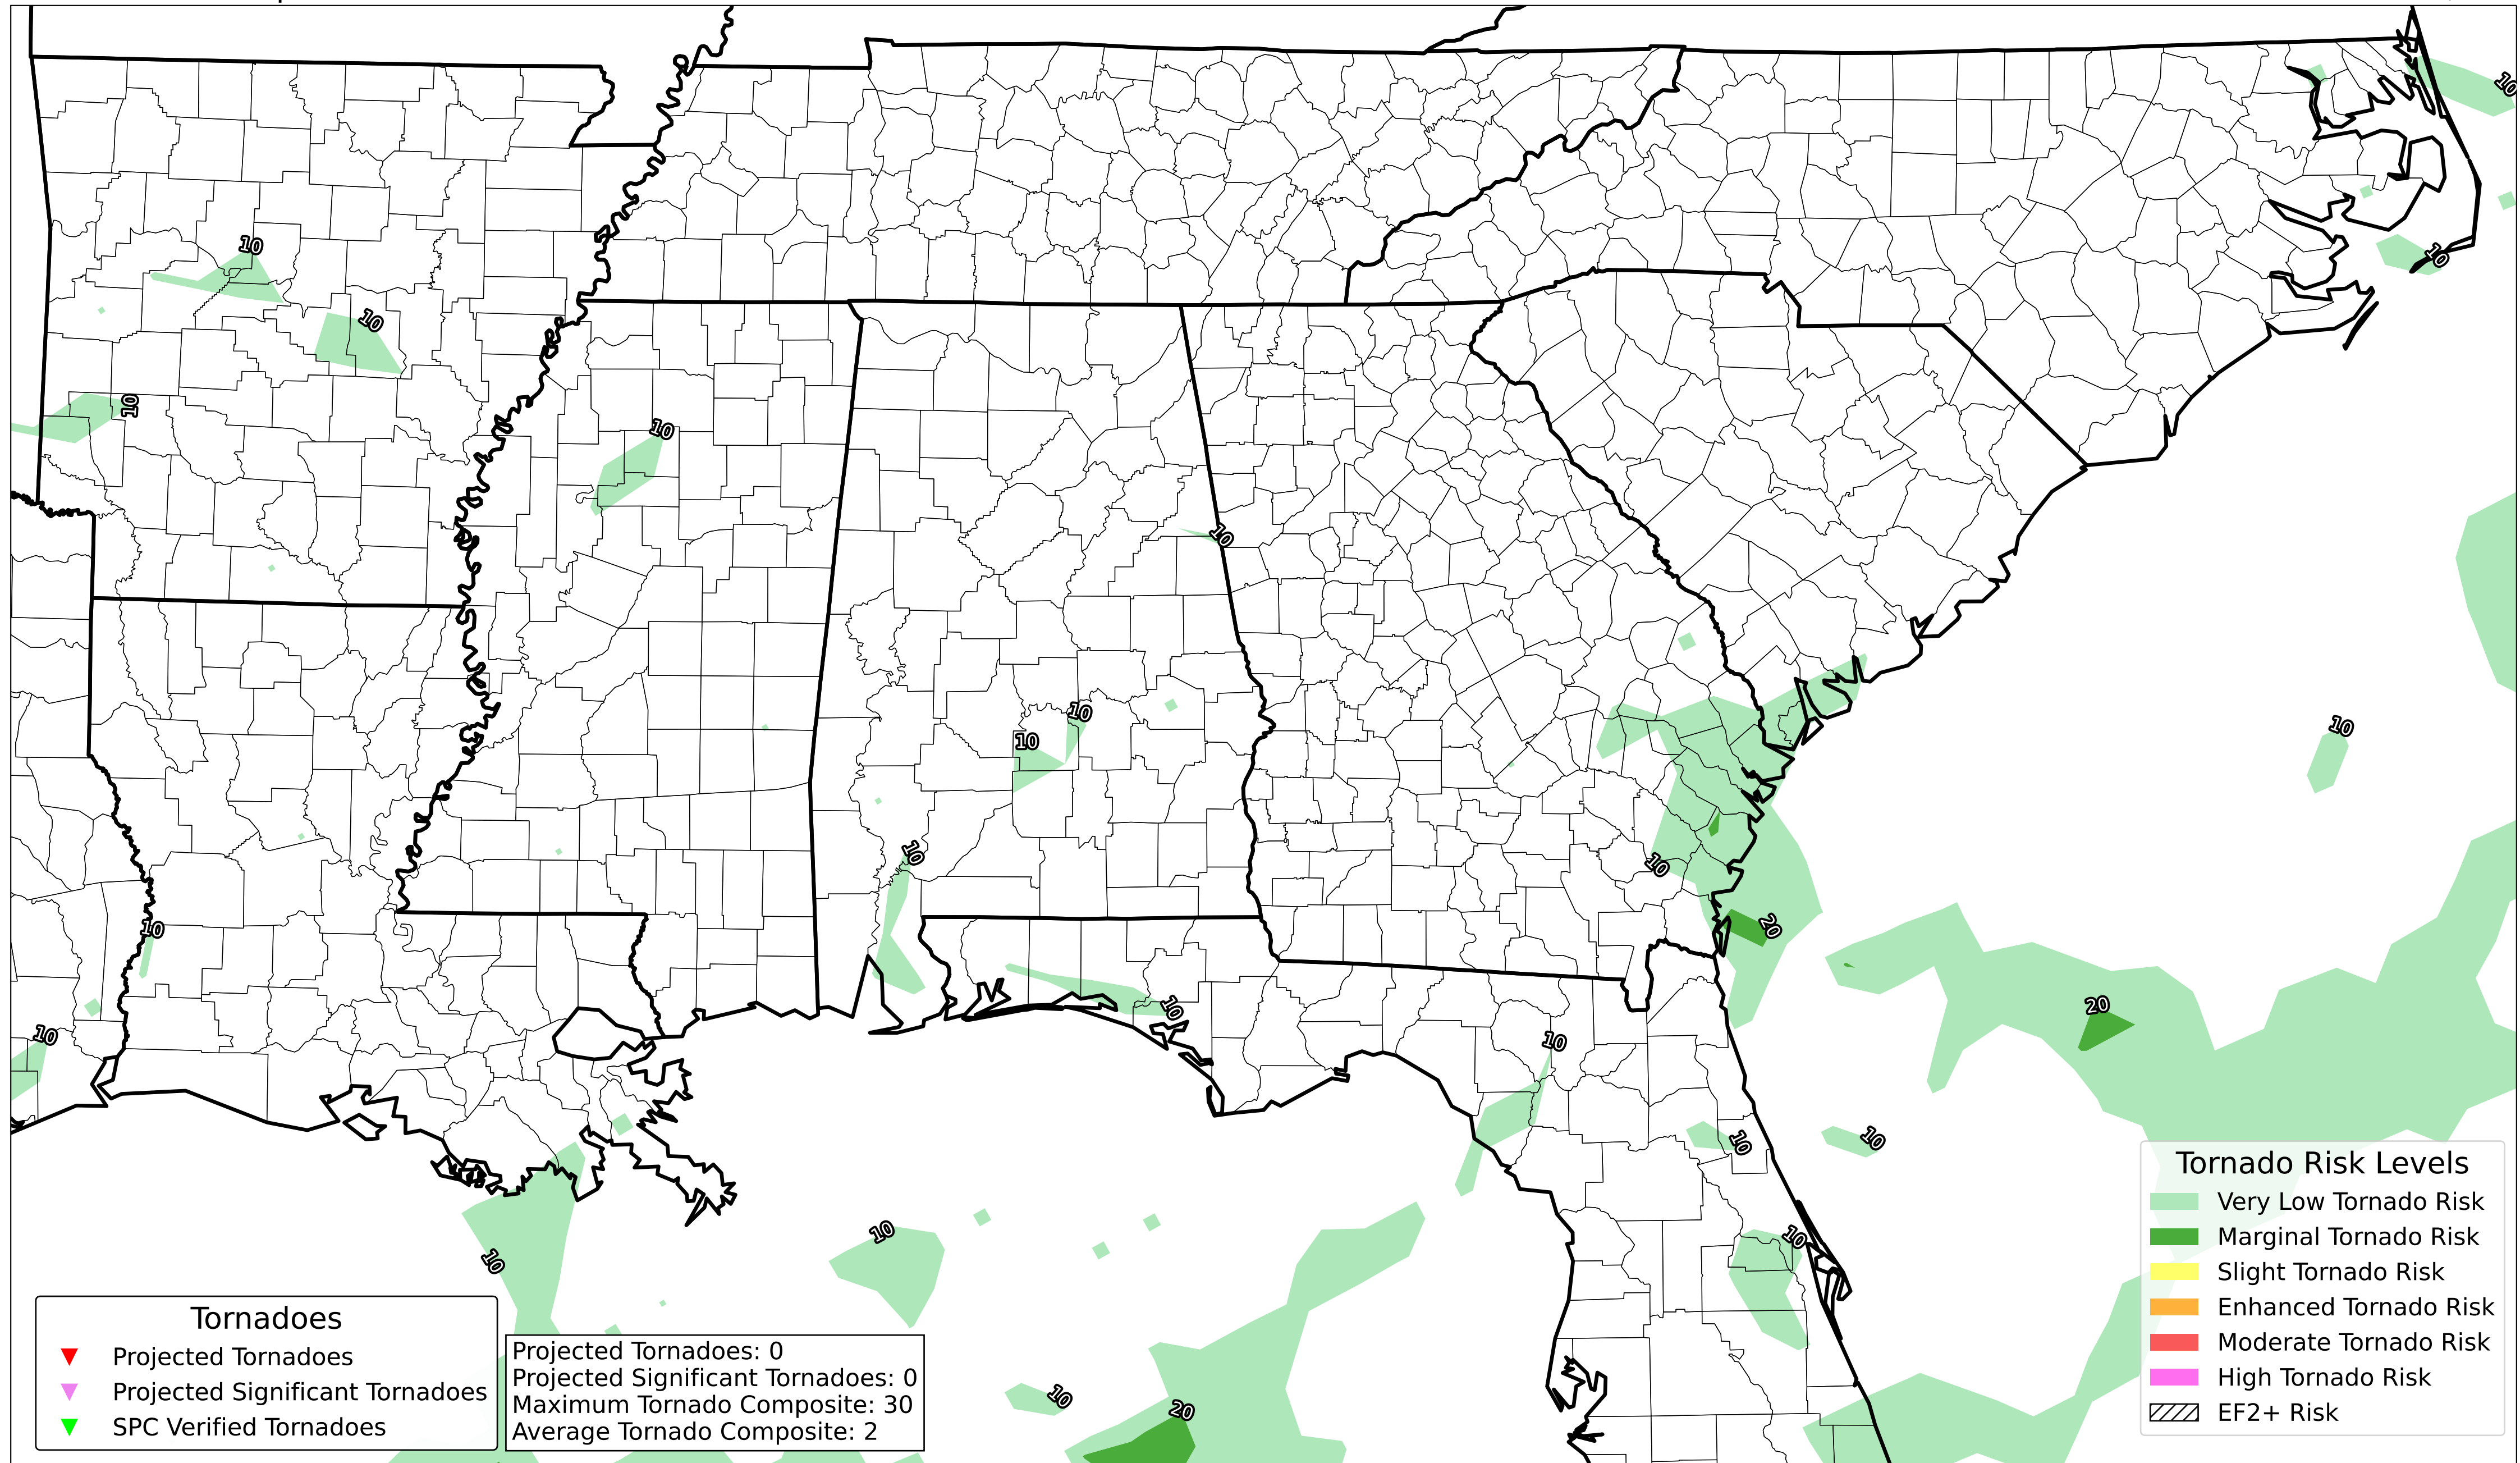 10
10
10
10
10
10
10
10
10
10
10
10
10
20
10
20
10
10
10
10
10
10
10
10
10
10
20
Tornado Risk Levels
Very Low Tornado Risk
Marginal Tornado Risk
Slight Tornado Risk
Enhanced Tornado Risk
Moderate Tornado Risk
High Tornado Risk
EF2+ Risk
Tornadoes
Projected Tornadoes
Projected Significant Tornadoes
SPC Verified Tornadoes
Projected Tornadoes: 0
Projected Significant Tornadoes: 0
Maximum Tornado Composite: 30
Average Tornado Composite: 2